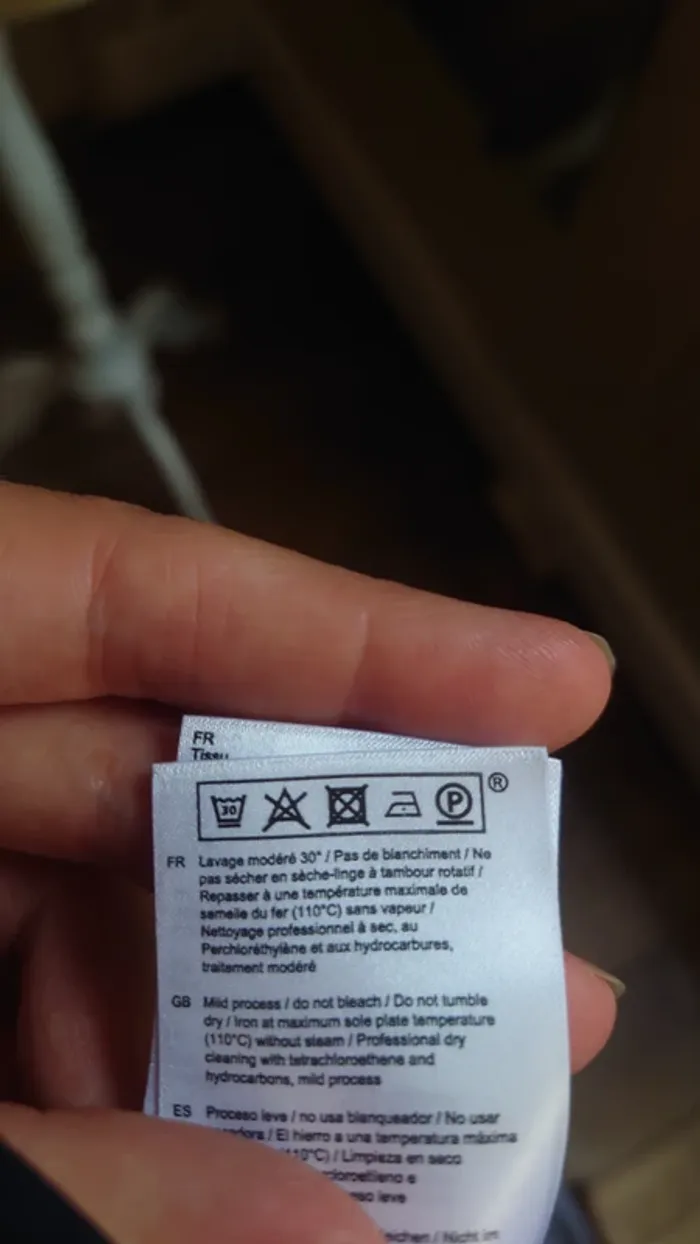 FR
Tissu
30 P ®
FR Lavage modéré 30° / Pas de blanchiment / Ne
pas sécher en sèche-linge à tambour rotatif /
Repasser à une température maximale de
semelle du fer (110°C) sans vapeur /
Nettoyage professionnel à sec, au
Perchloréthylène et aux hydrocarbures,
traitement modéré
GB Mild process / do not bleach / Do not tumble
dry / Iron at maximum sole plate temperature
(110°C) without steam / Professional dry
cleaning with tetrachloroethene and
hydrocarbons, mild process
ES Proceso leve / no usa blanqueador / No usar
/ El hierro a una temperatura máxima
(110°C) / Limpieza en seco
e
leve
/ Nicht im